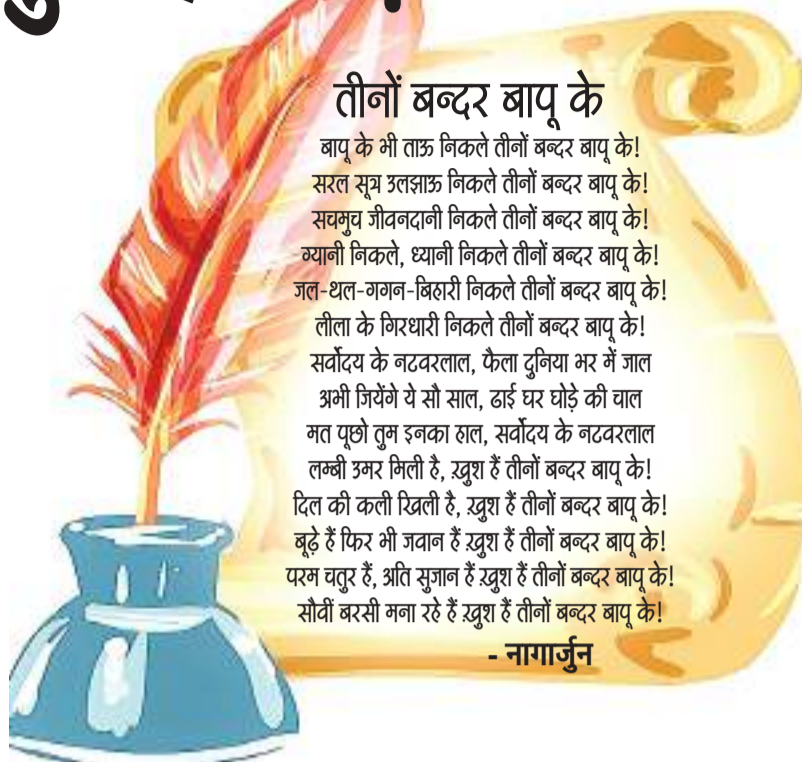 तीनों बन्दर बापू के
बापू के भी ताऊ निकले तीनों बन्दर बापू के!
सरल सूत्र उलझाऊ निकले तीनों बन्दर बापू के!
सचमुच जीवनदानी निकले तीनों बन्दर बापू के!
ग्यानी निकले, ध्यानी निकले तीनों बन्दर बापू के!
जल-थल-गगन-बिहारी निकले तीनों बन्दर बापू के!
लीला के गिरधारी निकले तीनों बन्दर बापू के!
सर्वोदय के नटवरलाल, फैला दुनिया भर में जाल
अभी जियेंगे ये सौ साल, ढाई घर घोड़े की चाल
मत पूछो तुम इनका हाल, सर्वोदय के नटवरलाल
लम्बी उमर मिली है, ख़ुश हैं तीनों बन्दर बापू के!
दिल की कली खिली है, ख़ुश हैं तीनों बन्दर बापू के!
बूढ़े हैं फिर भी जवान हैं ख़ुश हैं तीनों बन्दर बापू के!
परम चतुर हैं, अति सुजान हैं ख़ुश हैं तीनों बन्दर बापू के!
सौवीं बरसी मना रहे हैं ख़ुश हैं तीनों बन्दर बापू के!
- नागार्जुन